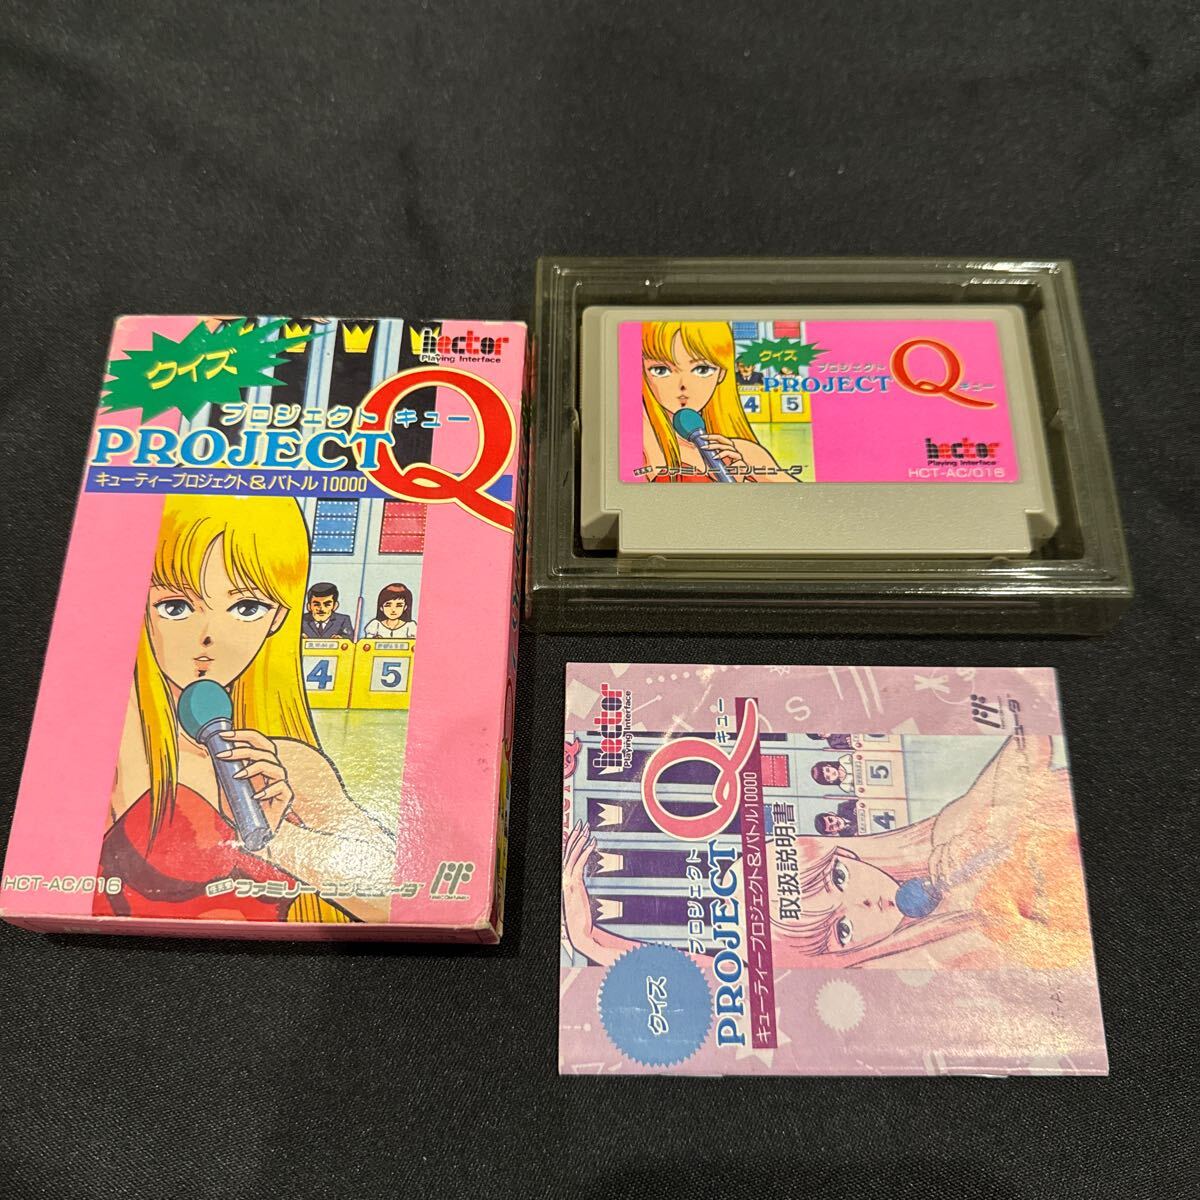 クイズ
hector
Playing Interface
プロジェクト キュー
PROJECT Q
キューティープロジェクト&バトル10000
4 5
HCT-AC/016
ファミリーコンピュータ
クイズ
プロジェクト
PROJECT Q
キュー
4 5
hector
Playing Interface
HCT-AC/016
ファミリーコンピュータ
hector
Playing Interface
クイズ
プロジェクト
キュー
PROJECT Q
キューティープロジェクト&バトル10000
取扱説明書
4 5